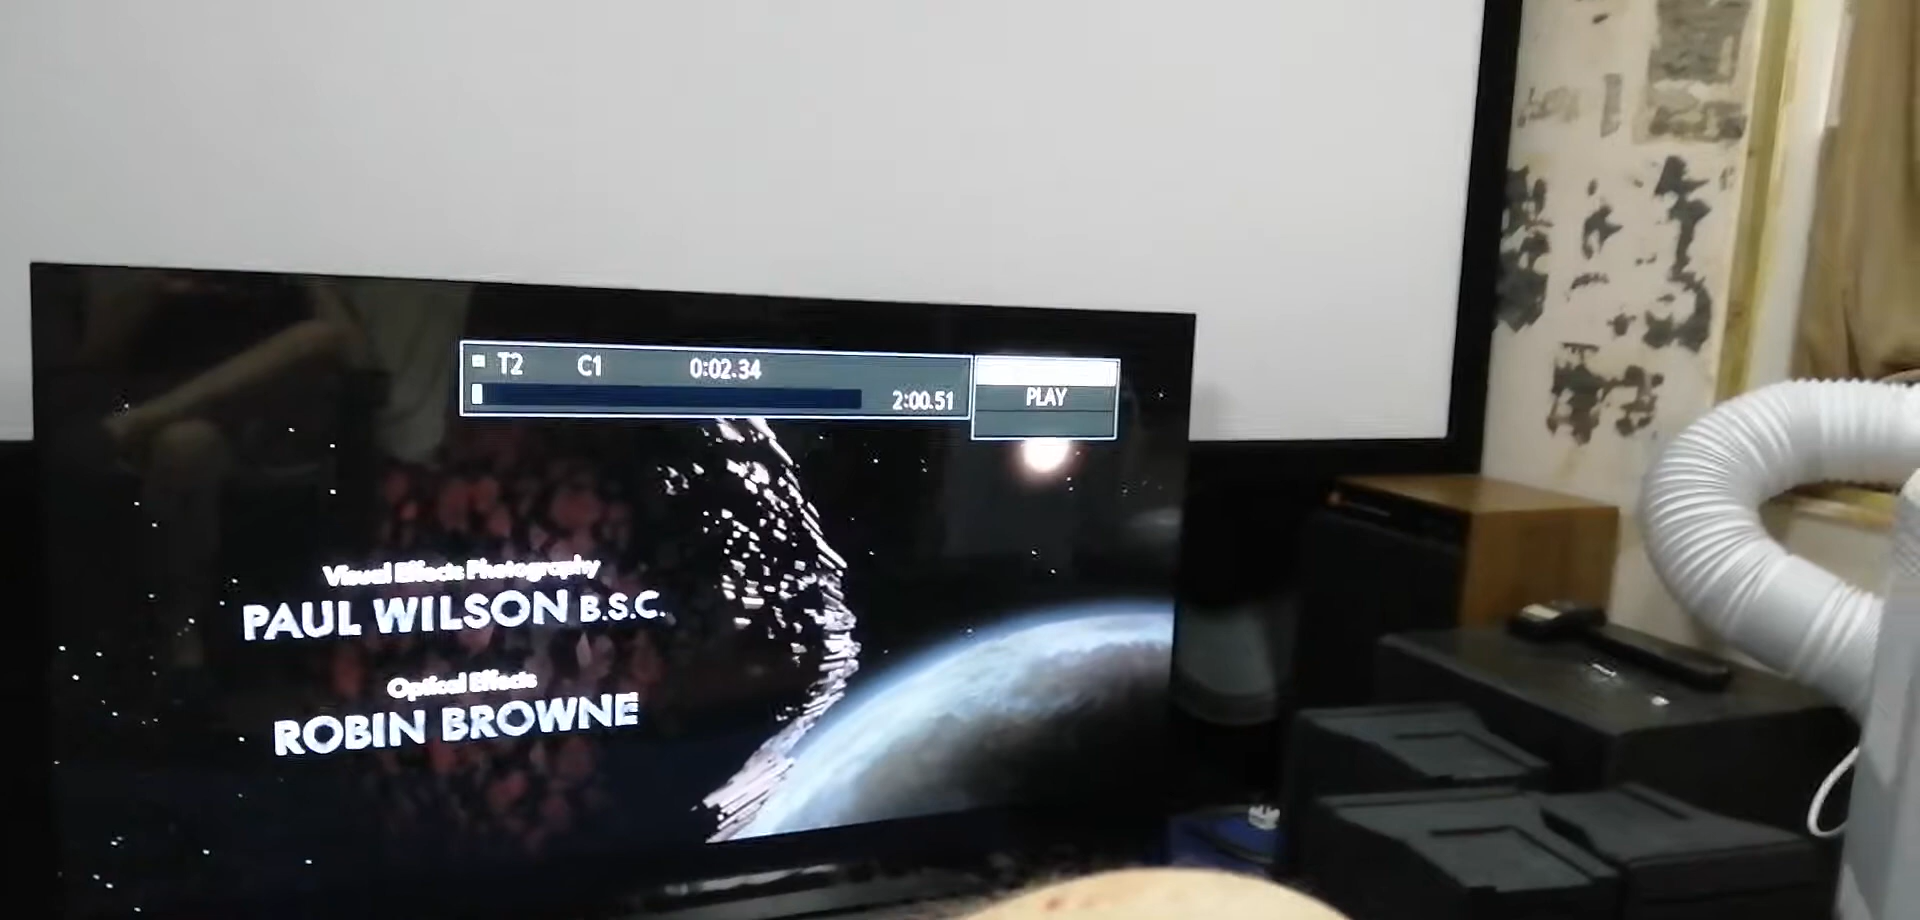 T2 C1 0:02.34
2:00.51
PLAY
Visual Effects Photography
PAUL WILSON B.S.C.
Optical Effects
ROBIN BROWNE